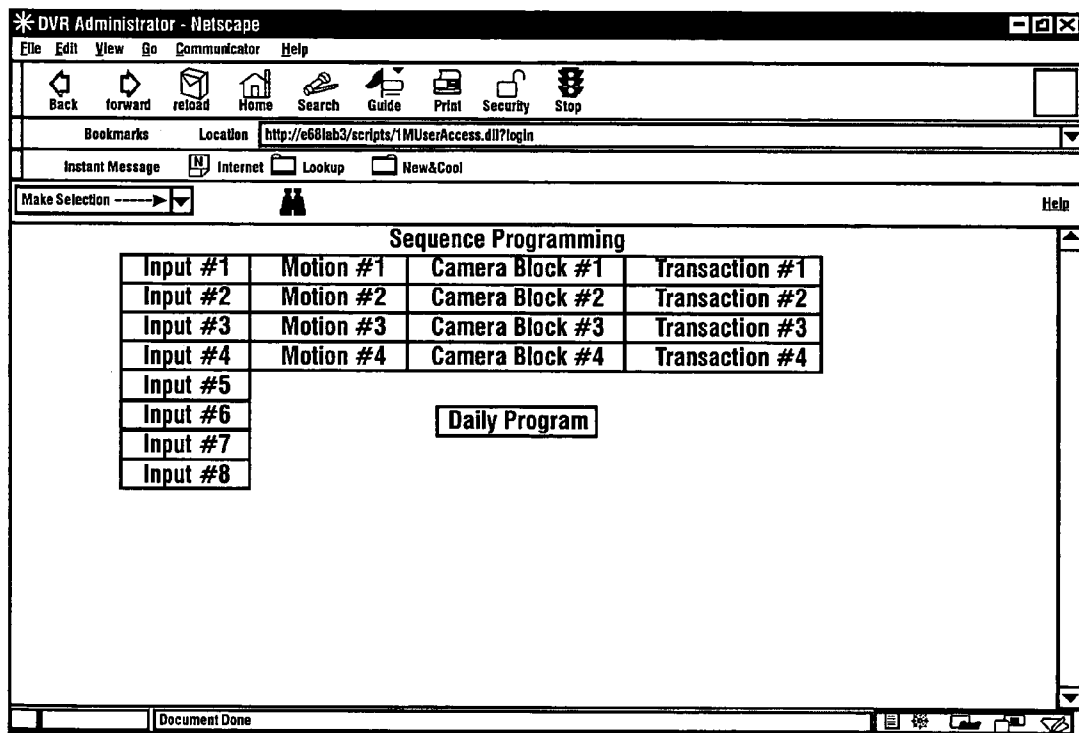 DVR Administrator - Netscape
File Edit View Go Communicator Help
Back forward reload Home Search Guide Print Security Stop
Bookmarks Location http://e68lab3/scripts/1MUserAccess.dll?login
Instant Message N Internet Lookup New&Cool
Make Selection -----> Help
Sequence Programming
Input #1 Motion #1 Camera Block #1 Transaction #1
Input #2 Motion #2 Camera Block #2 Transaction #2
Input #3 Motion #3 Camera Block #3 Transaction #3
Input #4 Motion #4 Camera Block #4 Transaction #4
Input #5
Input #6 Daily Program
Input #7
Input #8
Document Done